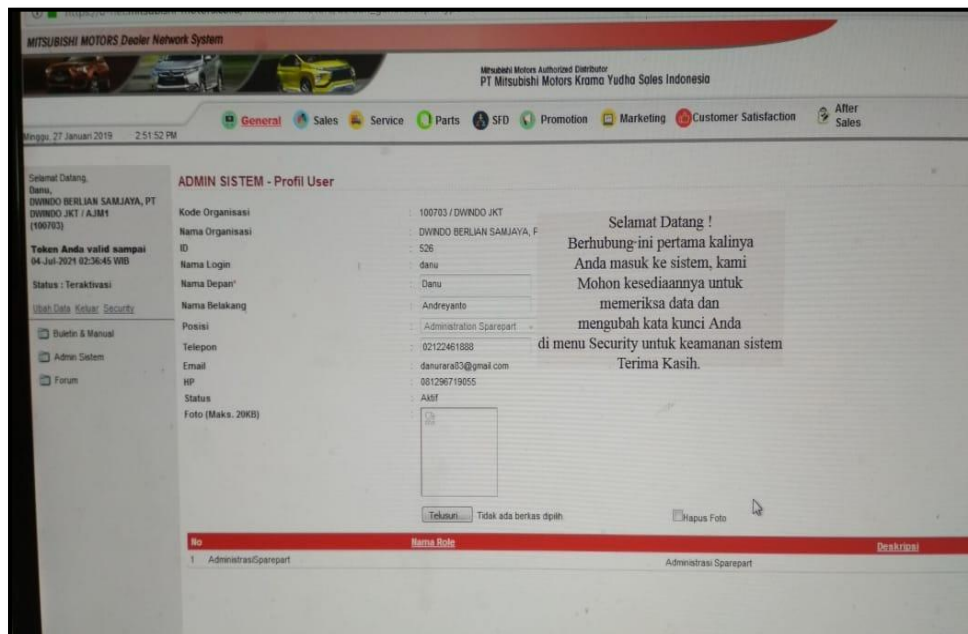 MITSUBISHI MOTORS Dealer Network System
Mitsubishi Motors Authorized Distributor
PT Mitsubishi Motors Krama Yudha Sales Indonesia
General Sales Service Parts SFD Promotion Marketing Customer Satisfaction After Sales
Minggu, 27 Januari 2019 2:51:52 PM
Selamat Datang,
Danu,
DWINDO BERLIAN SAMJAYA, PT
DWINDO JKT / AJM1
(100703)
Token Anda valid sampai
04-Jul-2021 02:36:45 WIB
Status : Teraktivasi
Ubah Data Keluar Security
Buletin & Manual
Admin Sistem
Forum
ADMIN SISTEM - Profil User
Kode Organisasi : 100703 / DWINDO JKT
Nama Organisasi : DWINDO BERLIAN SAMJAYA, P
ID : 526
Nama Login : danu
Nama Depan* : Danu
Nama Belakang : Andreyanto
Posisi : Administration Sparepart
Telepon : 02122461888
Email : danurara83@gmail.com
HP : 081296719055
Status : Aktif
Foto (Maks. 20KB) :
Selamat Datang !
Berhubung ini pertama kalinya
Anda masuk ke sistem, kami
Mohon kesediaannya untuk
memeriksa data dan
mengubah kata kunci Anda
di menu Security untuk keamanan sistem
Terima Kasih.
Telusuri... Tidak ada berkas dipilih. Hapus Foto
No Nama Role Deskripsi
1 AdministrasiSparepart Administrasi Sparepart